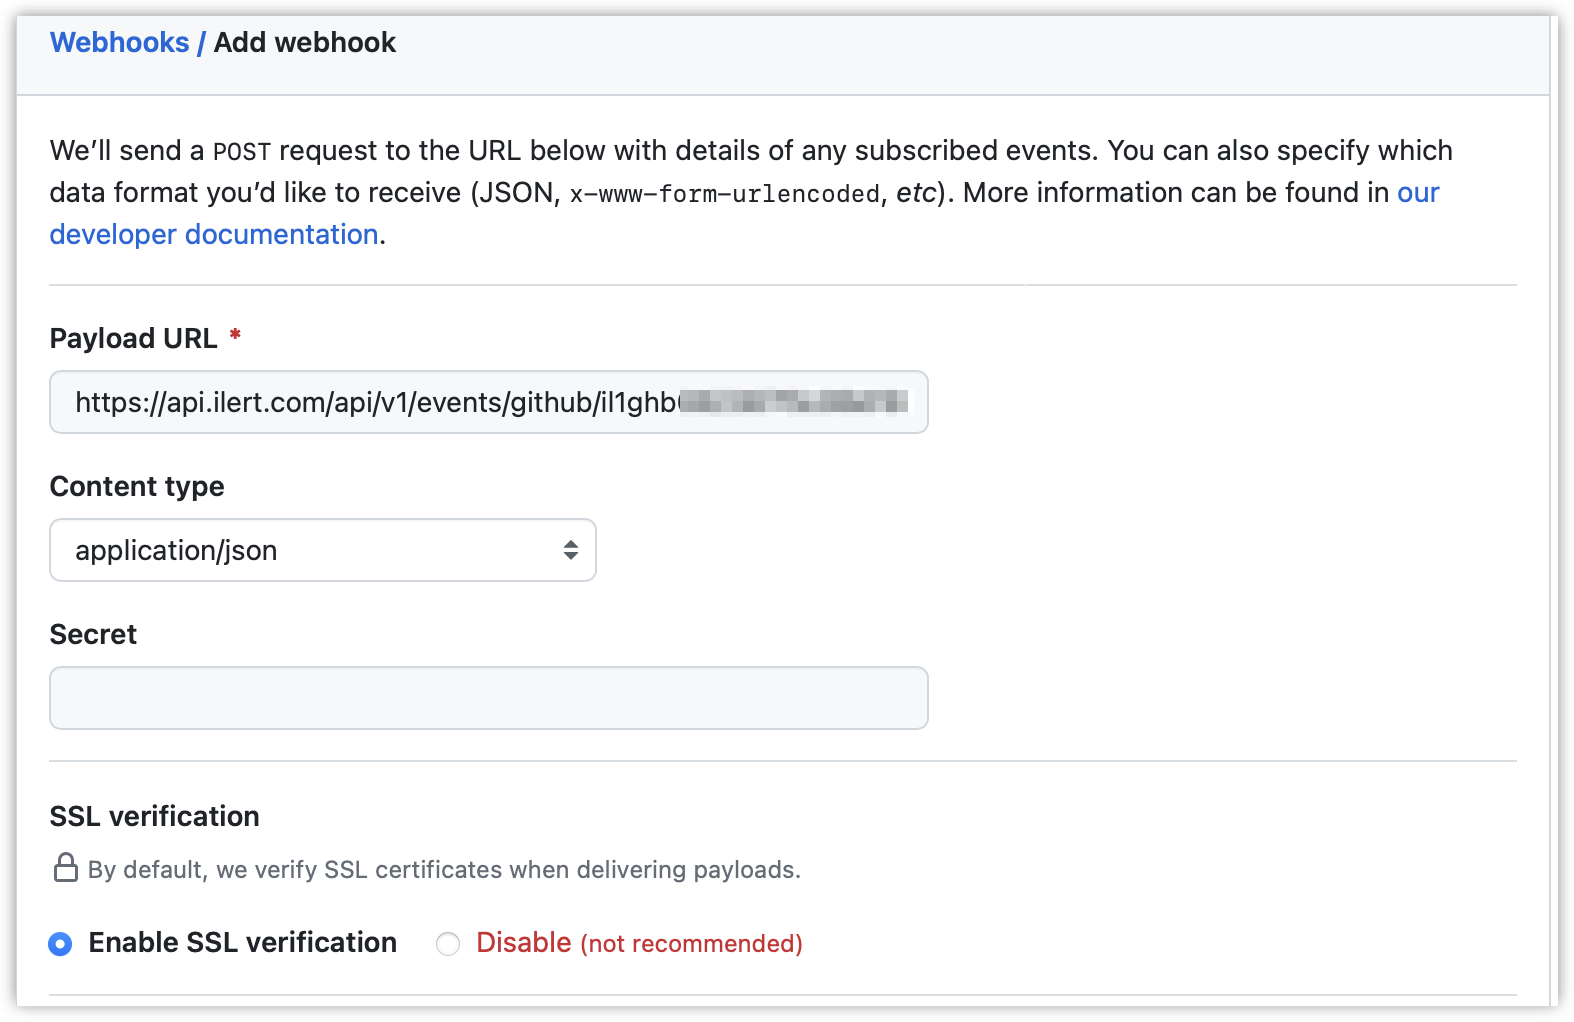 Webhooks / Add webhook
We’ll send a POST request to the URL below with details of any subscribed events. You can also specify which
data format you’d like to receive (JSON, x-www-form-urlencoded, etc). More information can be found in our
developer documentation.
Payload URL *
https://api.ilert.com/api/v1/events/github/il1ghb
Content type
application/json
Secret
SSL verification
By default, we verify SSL certificates when delivering payloads.
Enable SSL verification Disable (not recommended)